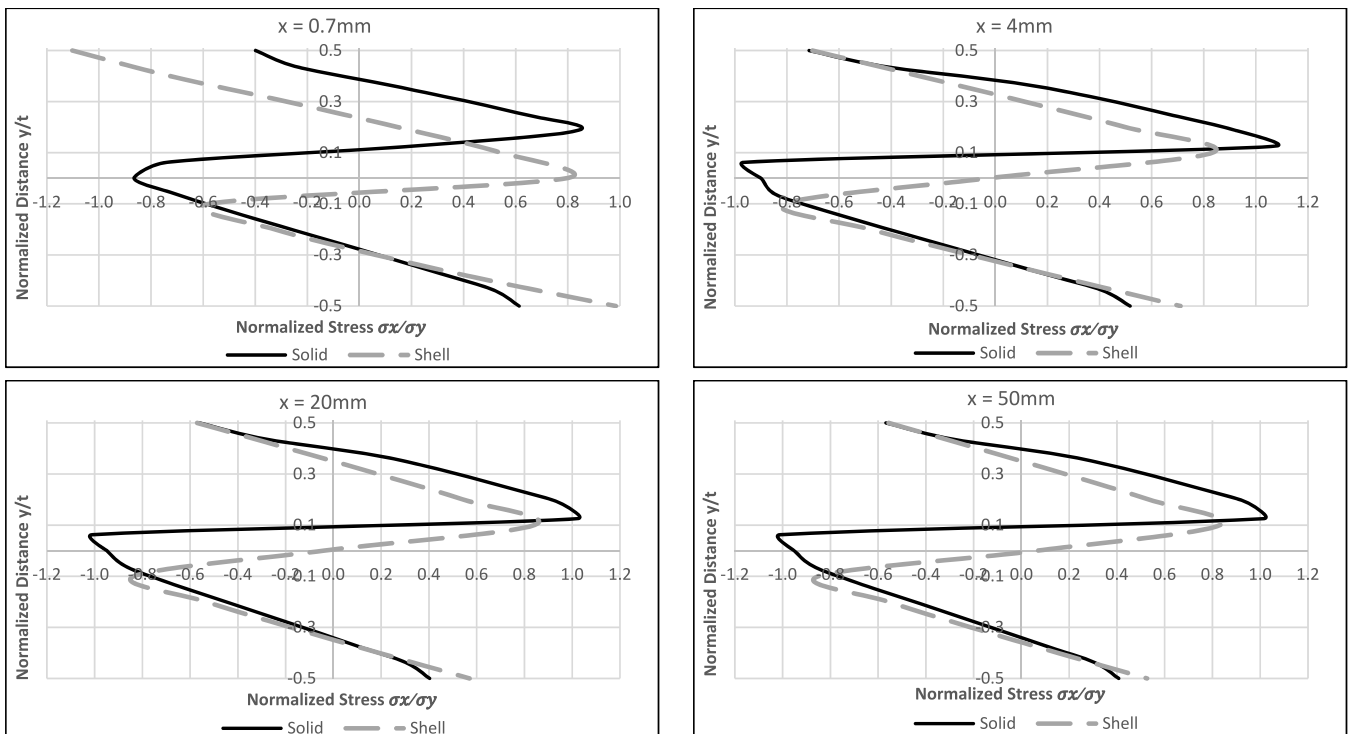 x = 0.7mm
0.5
0.3
0.1
-1.2 -1.0 -0.8 -0.6 -0.4 -0.2 0.0 0.2 0.4 0.6 0.8 1.0
-0.1
-0.3
-0.5
Normalized Distance y/t
Normalized Stress σx/σy
Solid Shell
x = 4mm
0.5
0.3
0.1
-1.0 -0.8 -0.6 -0.4 -0.2 0.0 0.2 0.4 0.6 0.8 1.0 1.2
-0.1
-0.3
-0.5
Normalized Distance y/t
Normalized Stress σx/σy
Solid Shell
x = 20mm
0.5
0.3
0.1
-1.2 -1.0 -0.8 -0.6 -0.4 -0.2 0.0 0.2 0.4 0.6 0.8 1.0 1.2
-0.1
-0.3
-0.5
Normalized Distance y/t
Normalized Stress σx/σy
Solid Shell
x = 50mm
0.5
0.3
0.1
-1.2 -1.0 -0.8 -0.6 -0.4 -0.2 0.0 0.2 0.4 0.6 0.8 1.0 1.2
-0.1
-0.3
-0.5
Normalized Distance y/t
Normalized Stress σx/σy
Solid Shell